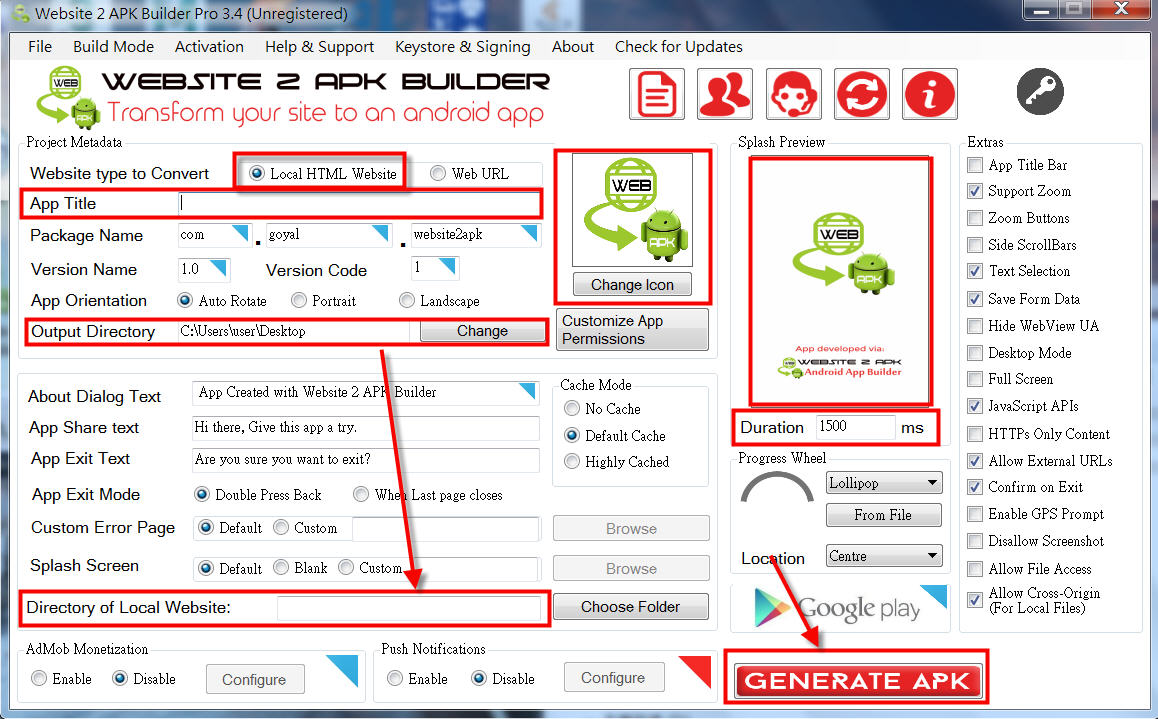 Website 2 APK Builder Pro 3.4 (Unregistered)
File Build Mode Activation Help & Support Keystore & Signing About Check for Updates
WEB APK
WEBSITE 2 APK BUILDER
Transform your site to an android app
Project Metadata
Website type to Convert Local HTML Website Web URL
App Title
Package Name com . goyal . website2apk
Version Name 1.0 Version Code 1
App Orientation Auto Rotate Portrait Landscape
Output Directory C:\Users\user\Desktop Change
WEB
APK
Change Icon
Customize App
Permissions
About Dialog Text App Created with Website 2 APK Builder
App Share text Hi there, Give this app a try.
App Exit Text Are you sure you want to exit?
App Exit Mode Double Press Back When Last page closes
Custom Error Page Default Custom Browse
Splash Screen Default Blank Custom Browse
Directory of Local Website: Choose Folder
Cache Mode
No Cache
Default Cache
Highly Cached
AdMob Monetization
Enable Disable Configure
Push Notifications
Enable Disable Configure
Splash Preview
WEB
APK
App developed via:
WEBSITE 2 APK
Android App Builder
Duration 1500 ms
Progress Wheel
Lollipop
From File
Location Centre
Google play
GENERATE APK
Extras
App Title Bar
Support Zoom
Zoom Buttons
Side ScrollBars
Text Selection
Save Form Data
Hide WebView UA
Desktop Mode
Full Screen
JavaScript APIs
HTTPs Only Content
Allow External URLs
Confirm on Exit
Enable GPS Prompt
Disallow Screenshot
Allow File Access
Allow Cross-Origin
(For Local Files)